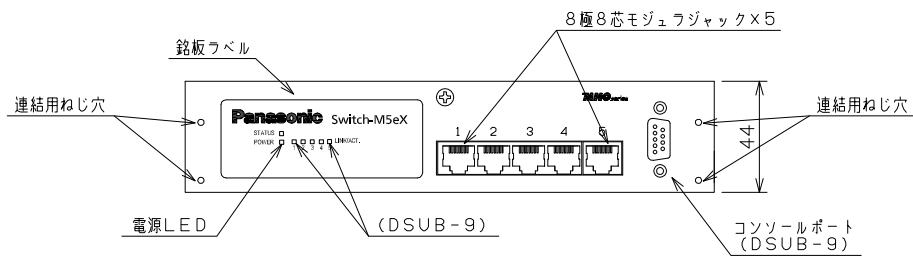 8極8芯モジュラジャック×5
銘板ラベル
連結用ねじ穴
連結用ねじ穴
Panasonic Switch-M5eX
STATUS
POWER
1 2 3 4 5
LINK/ACT.
series
1 2 3 4 5
44
電源LED
(DSUB-9)
コンソールポート
(DSUB-9)